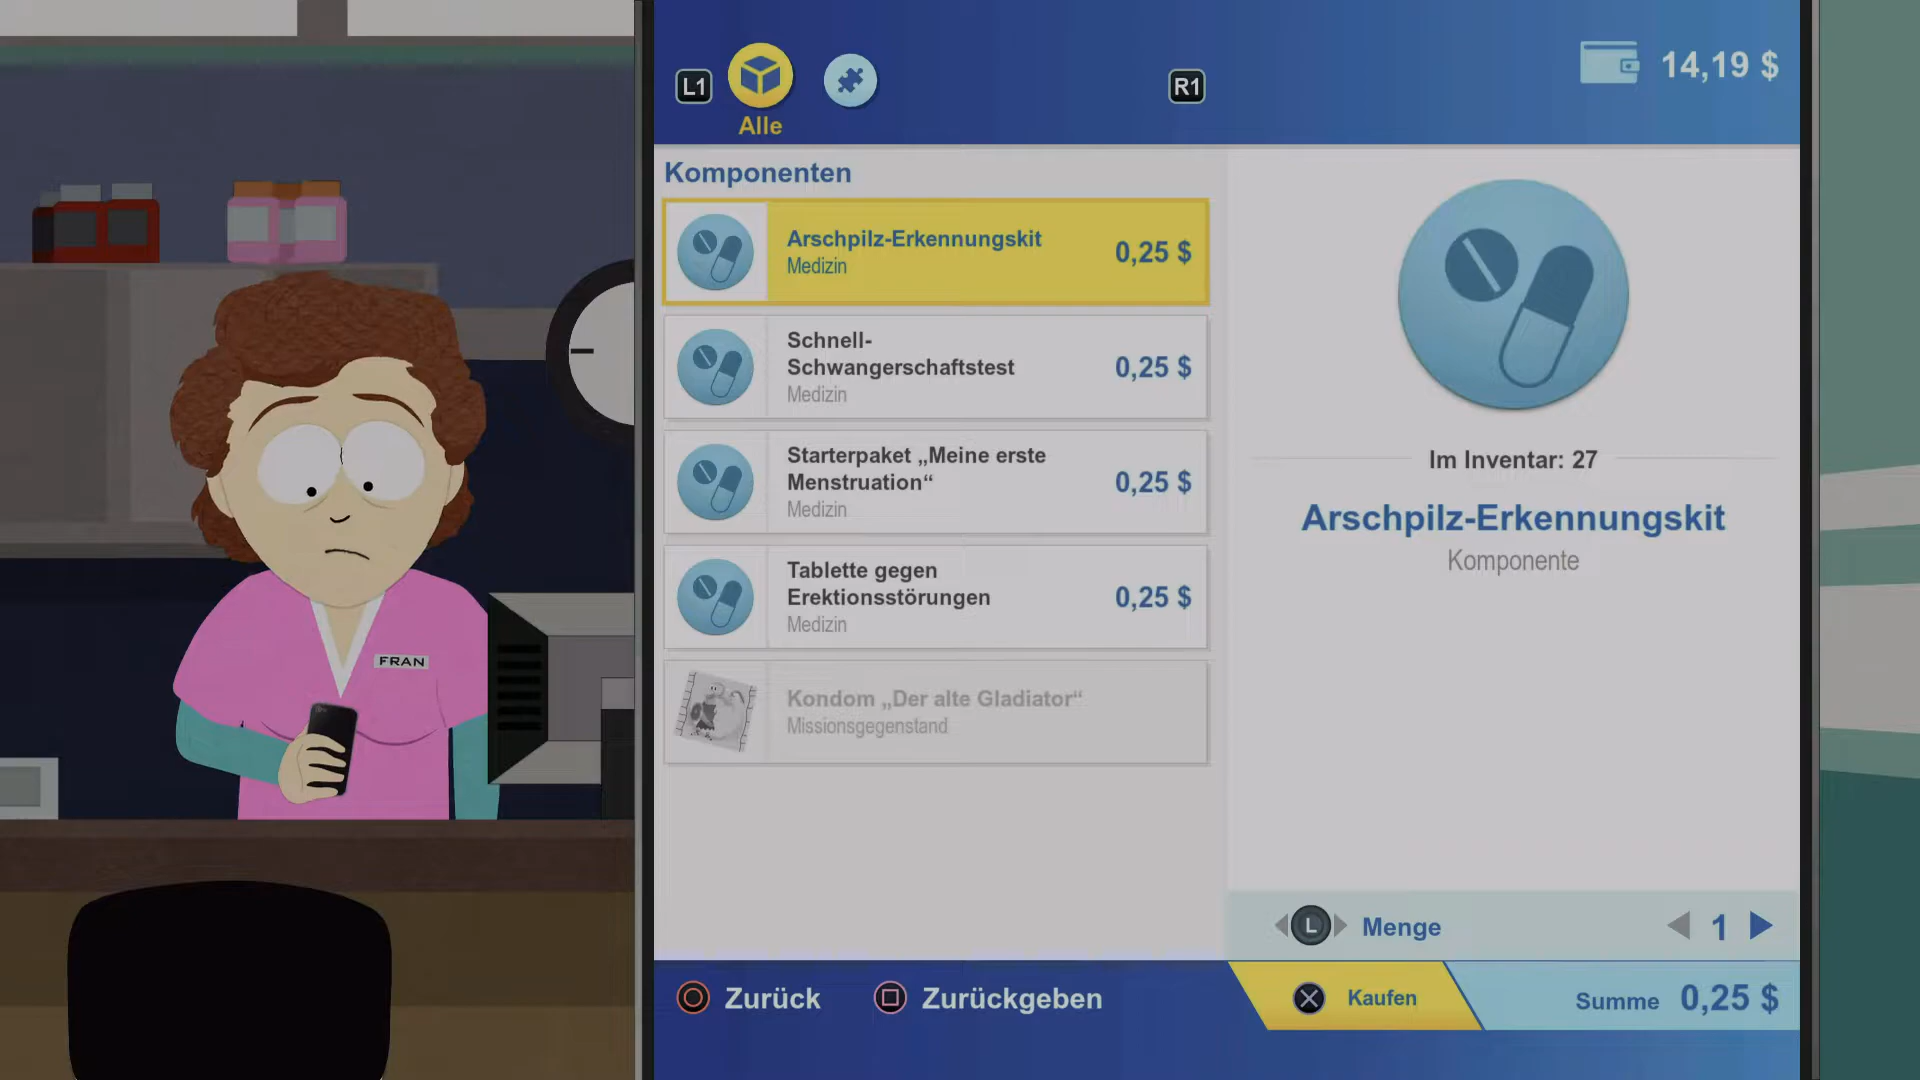 L1
Alle
R1
14,19 $
Komponenten
Arschpilz-Erkennungskit
Medizin
0,25 $
Schnell-
Schwangerschaftstest
Medizin
0,25 $
Starterpaket „Meine erste
Menstruation“
Medizin
0,25 $
Tablette gegen
Erektionsstörungen
Medizin
0,25 $
Kondom „Der alte Gladiator“
Missionsgegenstand
Im Inventar: 27
Arschpilz-Erkennungskit
Komponente
FRAN
L
Menge
1
Zurück
Zurückgeben
Kaufen
Summe 0,25 $